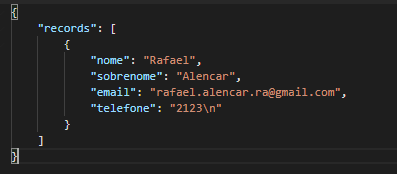 {
"records": [
{
"nome": "Rafael",
"sobrenome": "Alencar",
"email": "rafael.alencar.ra@gmail.com",
"telefone": "2123\n"
}
]
}